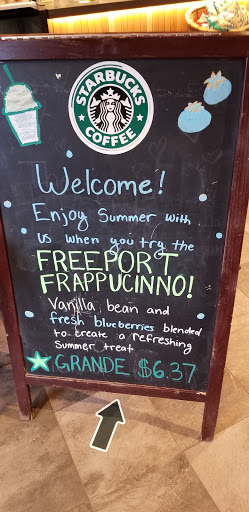 STARBUCKS
COFFEE
Welcome!
Enjoy Summer with
us when you try the
FREEPORT
FRAPPUCINNO!
Vanilla bean and
fresh blueberries blended
to create a refreshing
Summer treat
GRANDE $6.37